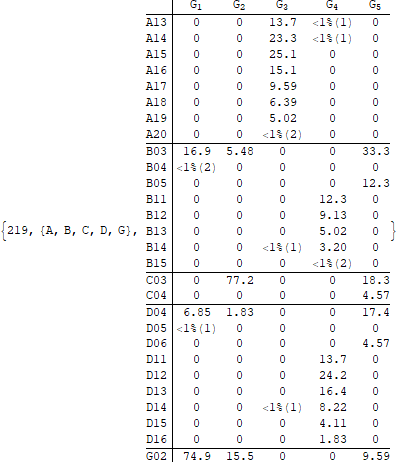 G1 G2 G3 G4 G5
A13 0 0 13.7 <1%(1) 0
A14 0 0 23.3 <1%(1) 0
A15 0 0 25.1 0 0
A16 0 0 15.1 0 0
A17 0 0 9.59 0 0
A18 0 0 6.39 0 0
A19 0 0 5.02 0 0
A20 0 0 <1%(2) 0 0
B03 16.9 5.48 0 0 33.3
B04 <1%(2) 0 0 0 0
B05 0 0 0 0 12.3
B11 0 0 0 12.3 0
B12 0 0 0 9.13 0
{219, {A, B, C, D, G}, B13 0 0 0 5.02 0 }
B14 0 0 <1%(1) 3.20 0
B15 0 0 0 <1%(2) 0
C03 0 77.2 0 0 18.3
C04 0 0 0 0 4.57
D04 6.85 1.83 0 0 17.4
D05 <1%(1) 0 0 0 0
D06 0 0 0 0 4.57
D11 0 0 0 13.7 0
D12 0 0 0 24.2 0
D13 0 0 0 16.4 0
D14 0 0 <1%(1) 8.22 0
D15 0 0 0 4.11 0
D16 0 0 0 1.83 0
G02 74.9 15.5 0 0 9.59